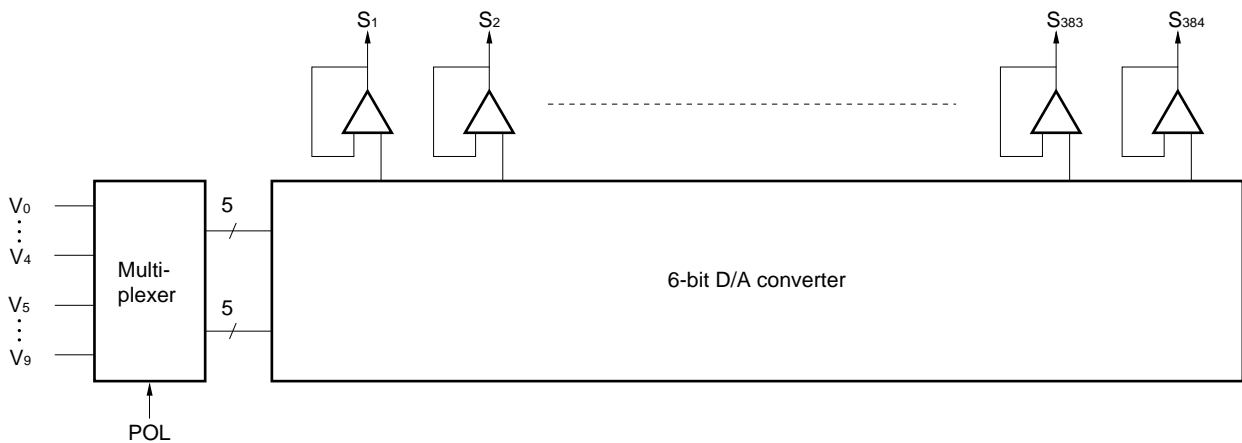 S1 S2 S383 S384
V0
V4
V5
V9
Multi-
plexer
5
5
6-bit D/A converter
POL